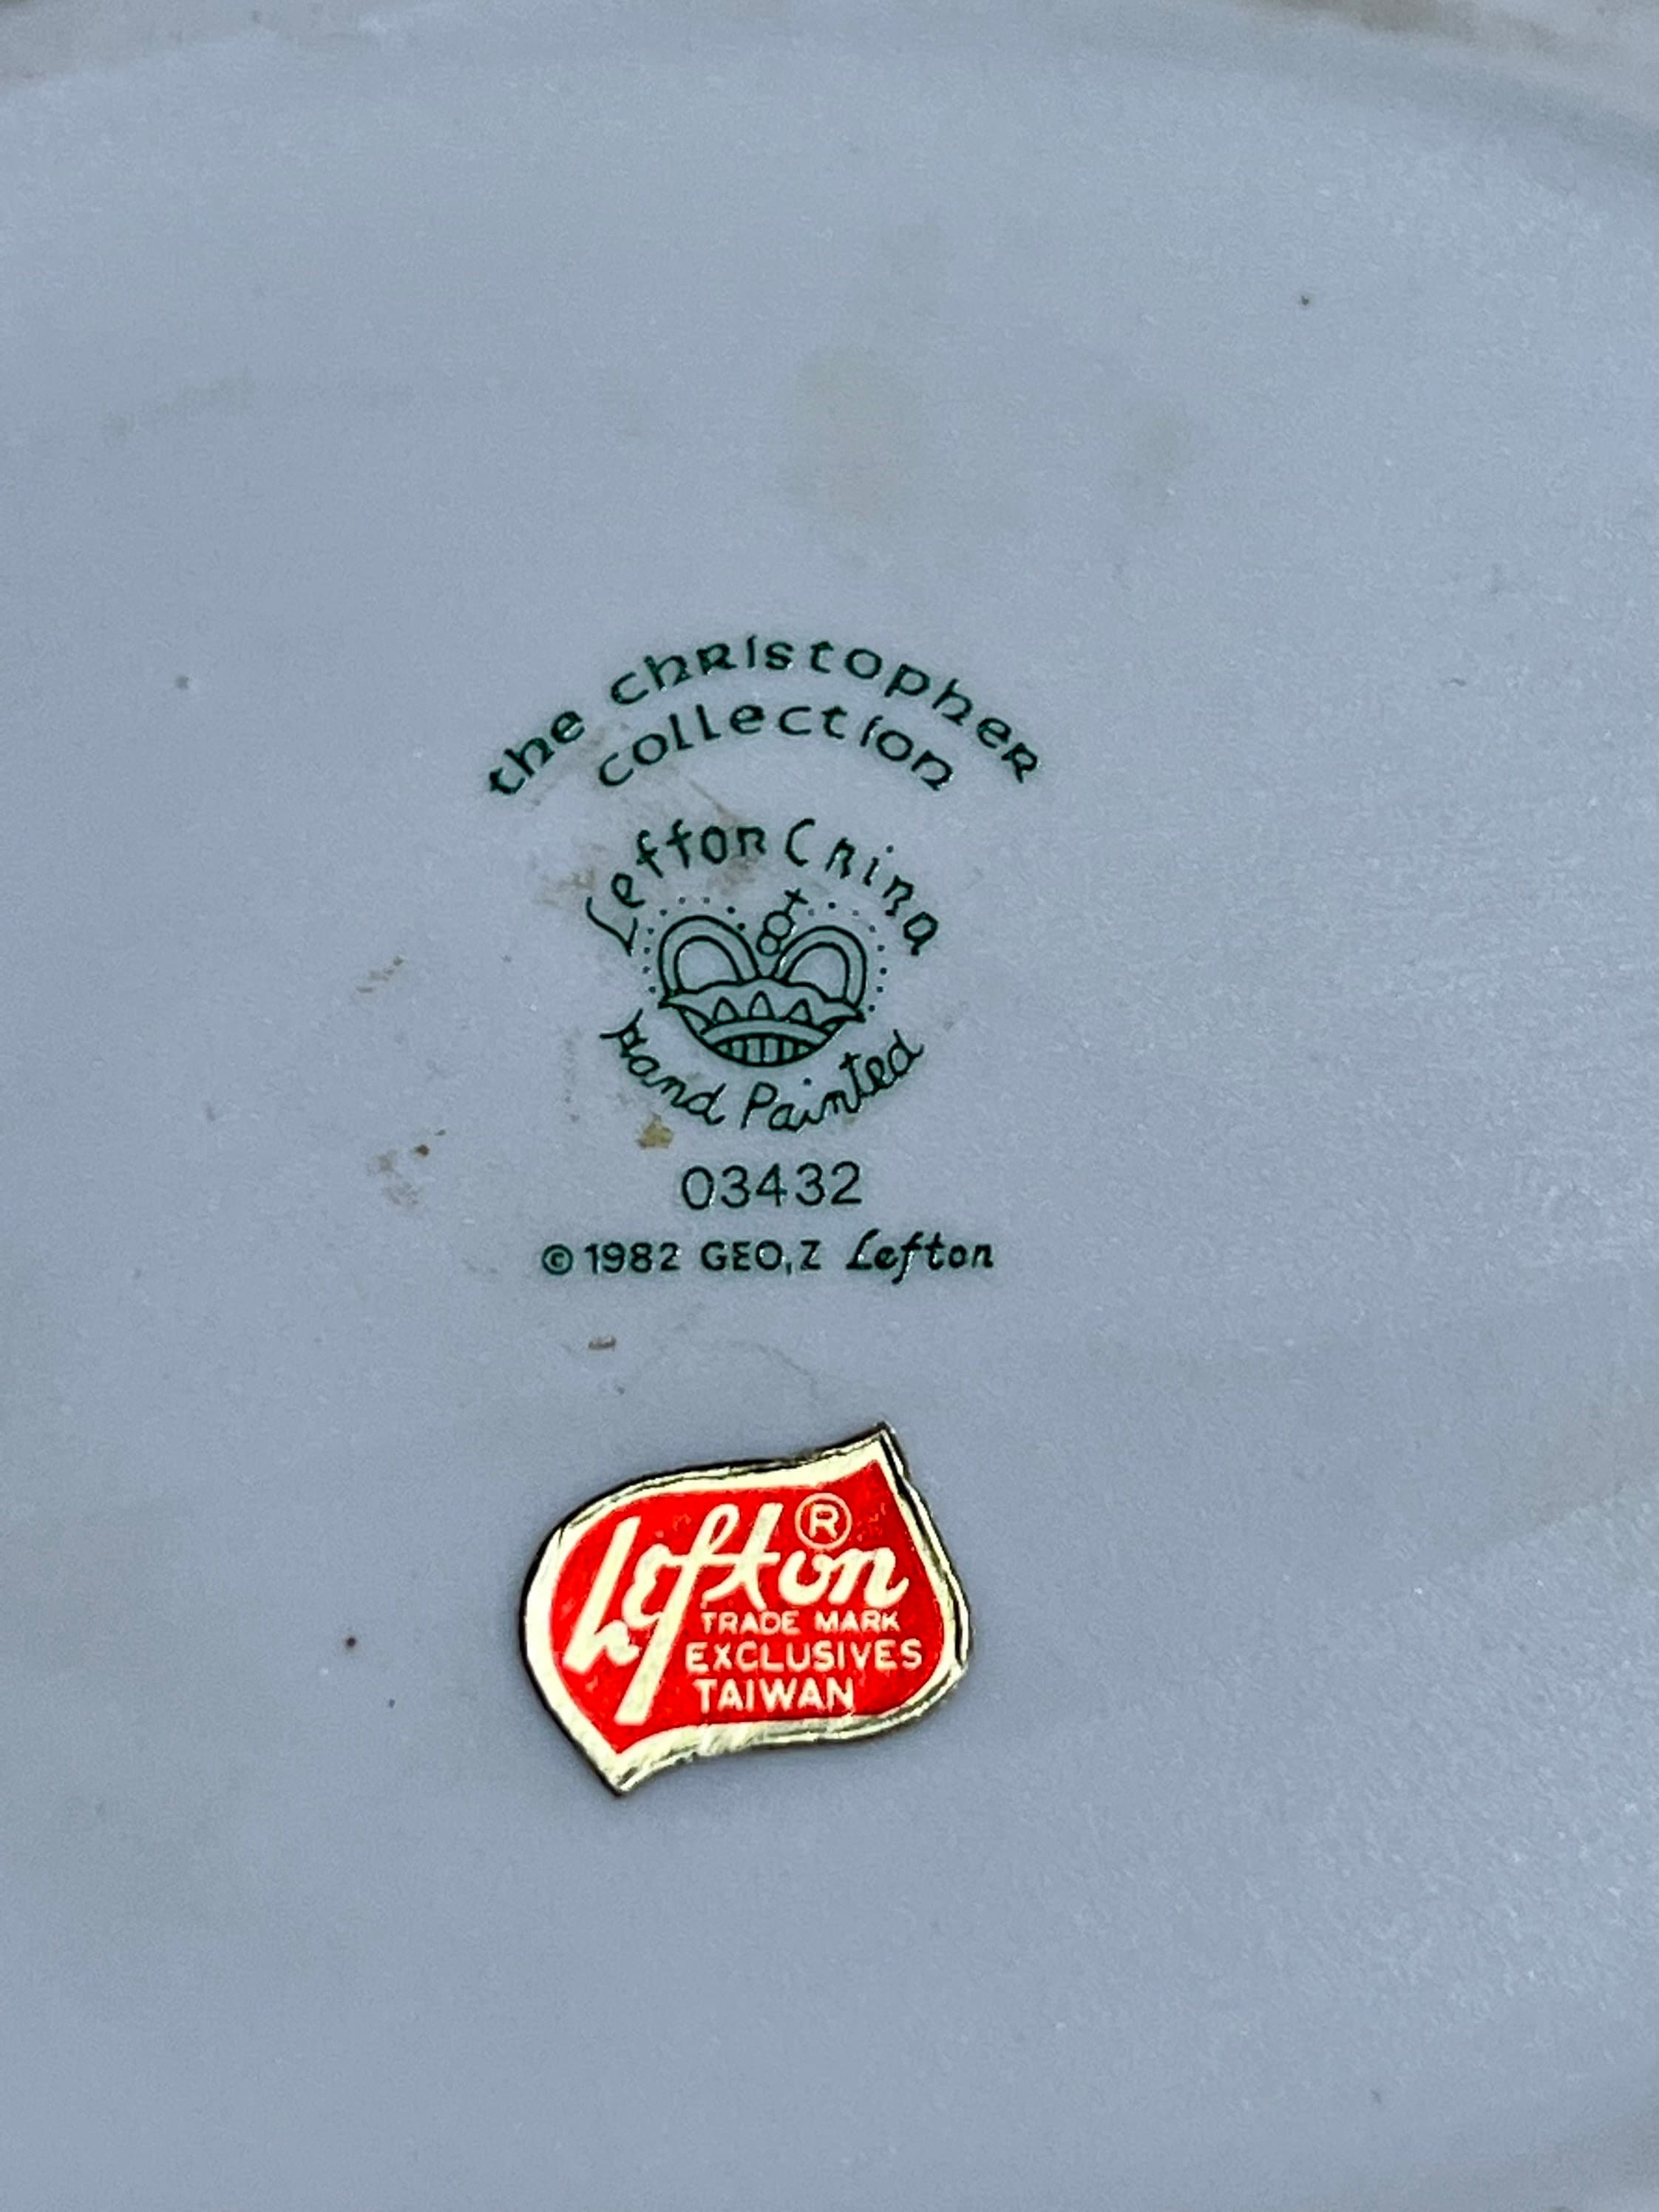 the christopher
collection
Lefton China
Hand Painted
03432
© 1982 GEO, Z Lefton
Lefton ®
TRADE MARK
EXCLUSIVES
TAIWAN